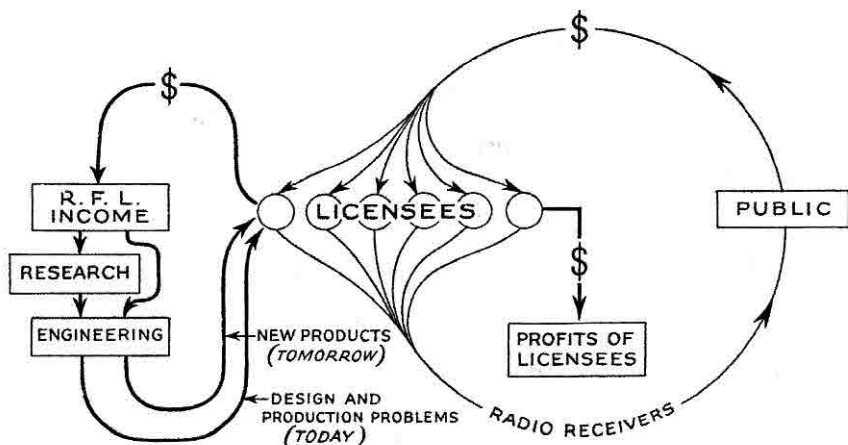 $
$
R. F. L.
INCOME
LICENSEES
PUBLIC
RESEARCH
$
ENGINEERING
NEW PRODUCTS
(TOMORROW)
PROFITS OF
LICENSEES
DESIGN AND
PRODUCTION PROBLEMS
(TODAY)
RADIO RECEIVERS